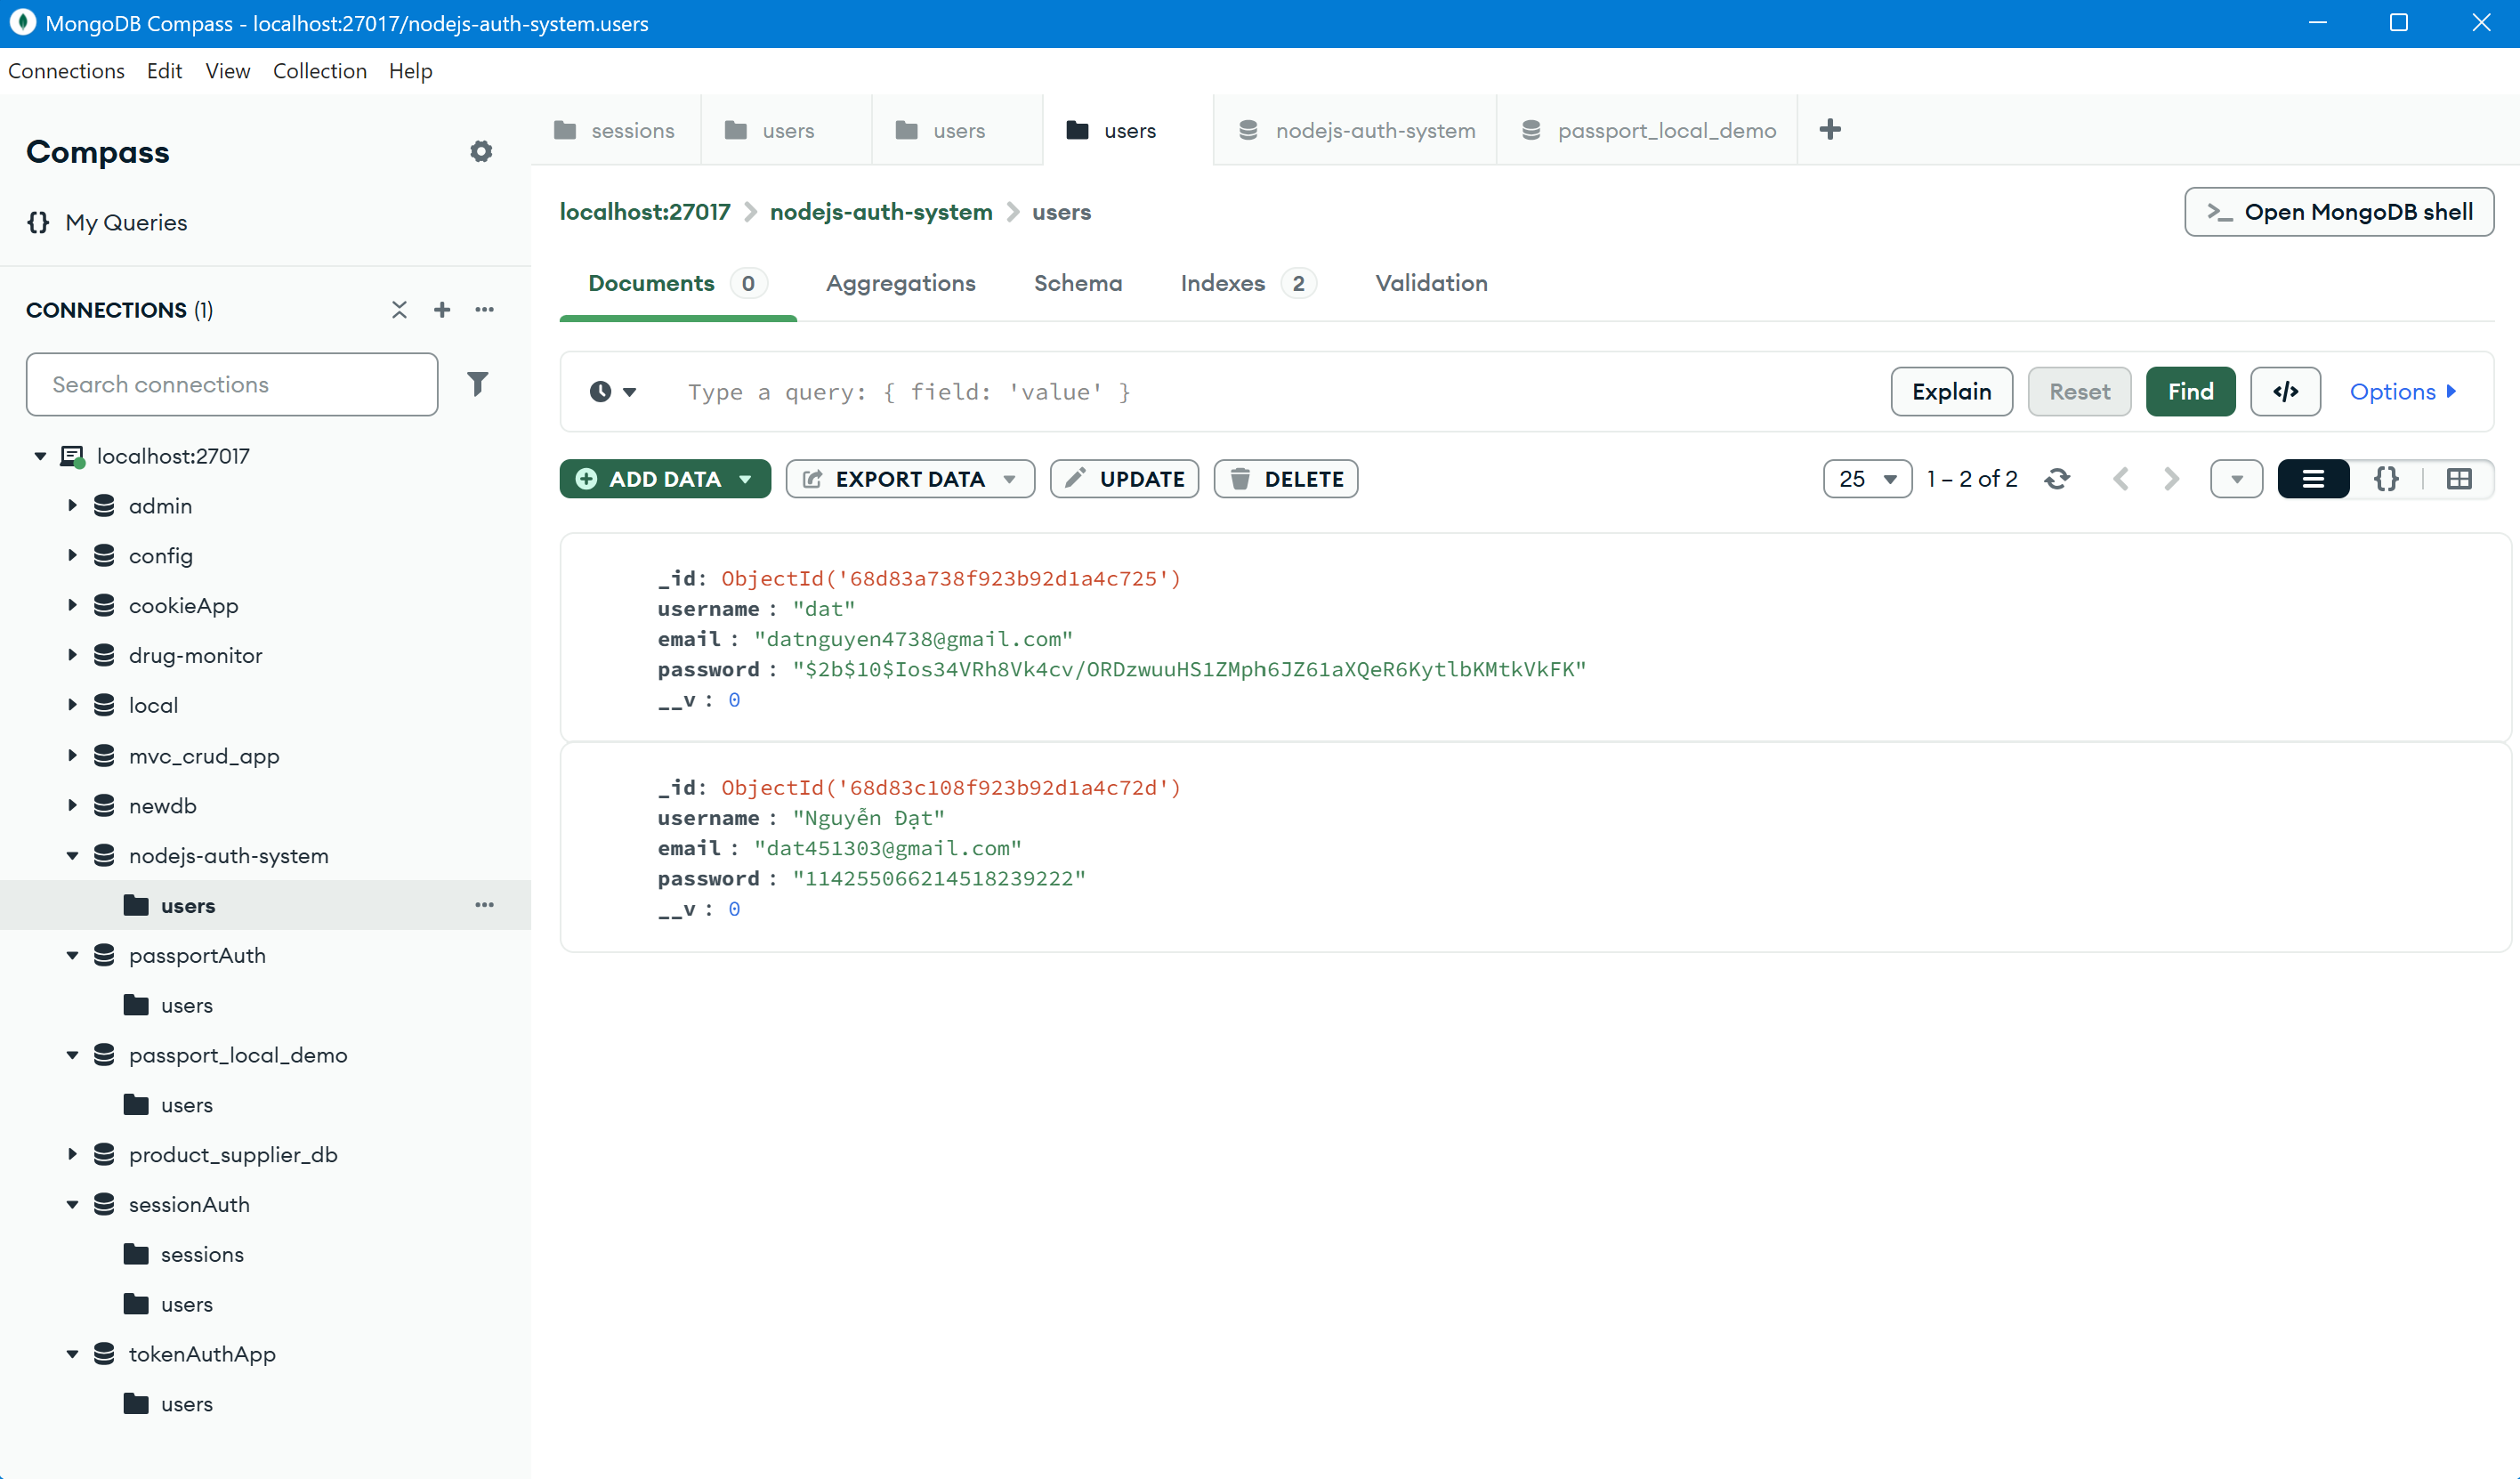 MongoDB Compass - localhost:27017/nodejs-auth-system.users
Connections Edit View Collection Help
Compass
{} My Queries
CONNECTIONS (1)
Search connections
localhost:27017
admin
config
cookieApp
drug-monitor
local
mvc_crud_app
newdb
nodejs-auth-system
users
passportAuth
users
passport_local_demo
users
product_supplier_db
sessionAuth
sessions
users
tokenAuthApp
users
sessions users users users nodejs-auth-system passport_local_demo
localhost:27017 > nodejs-auth-system > users
>_ Open MongoDB shell
Documents 0 Aggregations Schema Indexes 2 Validation
Type a query: { field: 'value' }
Explain Reset Find </> Options
ADD DATA EXPORT DATA UPDATE DELETE
25 1 – 2 of 2 {}
_id: ObjectId('68d83a738f923b92d1a4c725')
username : "dat"
email : "datnguyen4738@gmail.com"
password : "$2b$10$Ios34VRh8Vk4cv/ORDzwuuHS1ZMph6JZ61aXQeR6KytlbKMtkVkFK"
__v : 0
_id: ObjectId('68d83c108f923b92d1a4c72d')
username : "Nguyễn Đạt"
email : "dat451303@gmail.com"
password : "114255066214518239222"
__v : 0